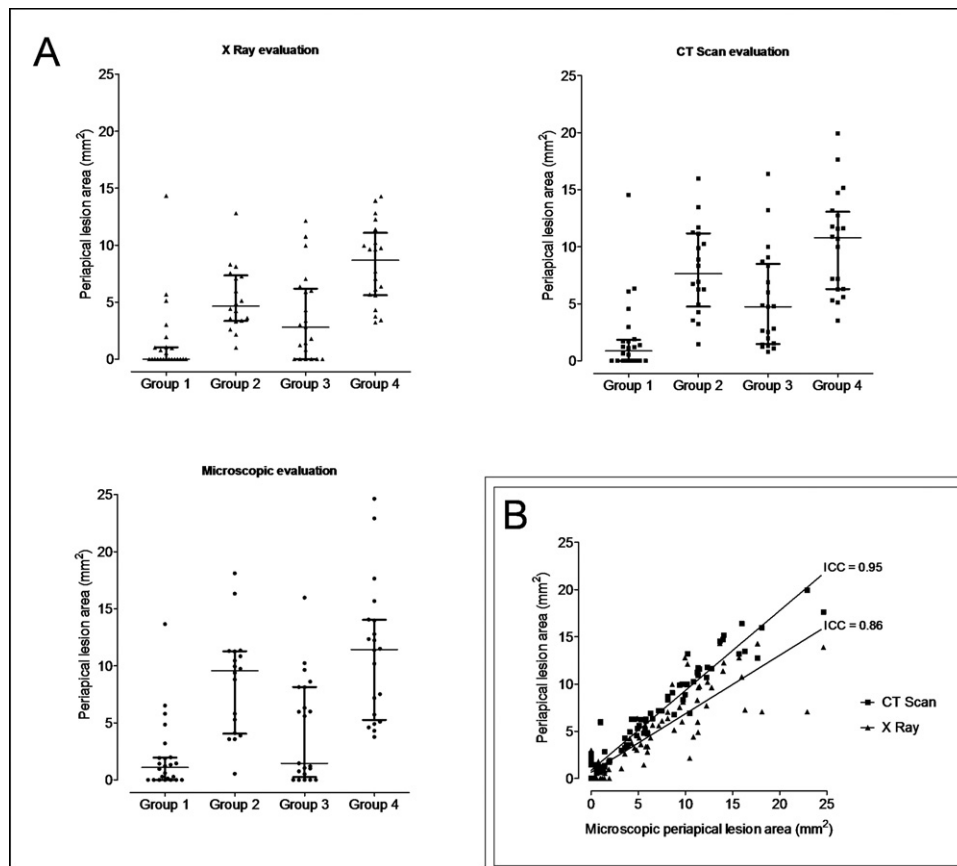 A
X Ray evaluation
Periapical lesion area (mm²)
25
20
15
10
5
0
Group 1 Group 2 Group 3 Group 4
CT Scan evaluation
Periapical lesion area (mm²)
25
20
15
10
5
0
Group 1 Group 2 Group 3 Group 4
Microscopic evaluation
Periapical lesion area (mm²)
25
20
15
10
5
0
Group 1 Group 2 Group 3 Group 4
B
Periapical lesion area (mm²)
25
20
15
10
5
0
ICC = 0.95
ICC = 0.86
CT Scan
X Ray
0 5 10 15 20 25
Microscopic periapical lesion area (mm²)